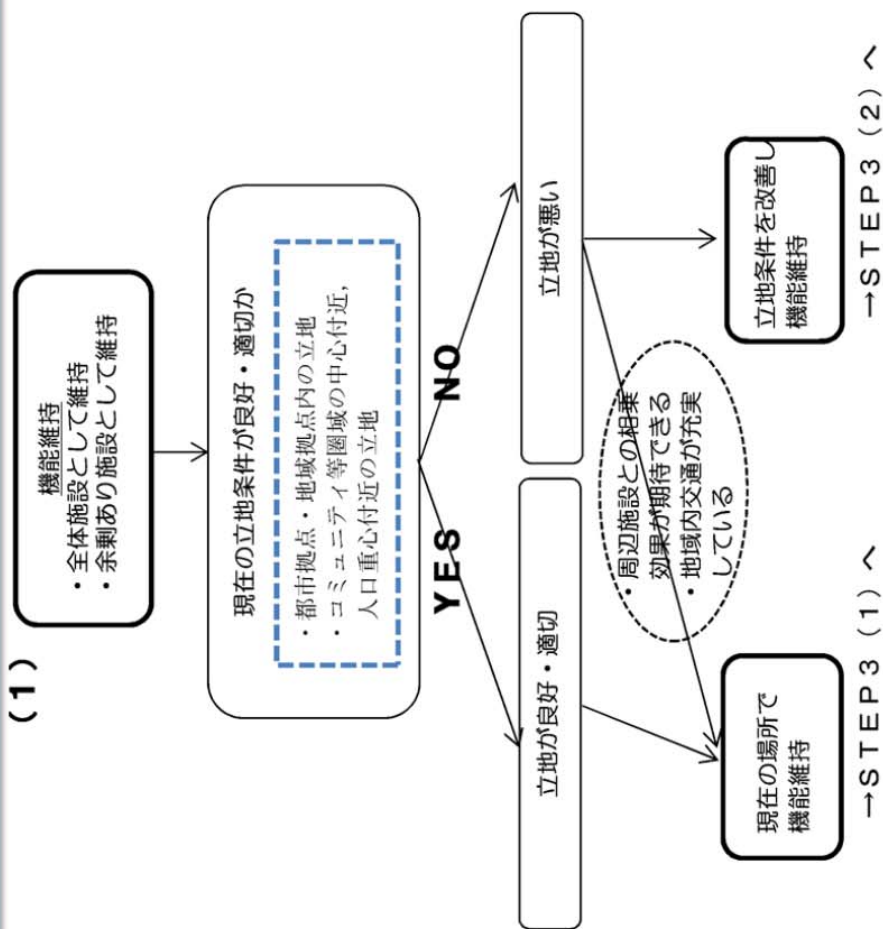 （１）
機能維持
・全体施設として維持
・余剰あり施設として維持
現在の立地条件が良好・適切か
・都市拠点・地域拠点内の立地
・コミュニティ等圏域の中心付近，
人口重心付近の立地
ＹＥＳ
ＮＯ
立地が良好・適切
立地が悪い
・周辺施設との相乗
効果が期待できる
・地域内交通が充実
している
現在の場所で
機能維持
立地条件を改善し
機能維持
→ＳＴＥＰ３（１）へ
→ＳＴＥＰ３（２）へ